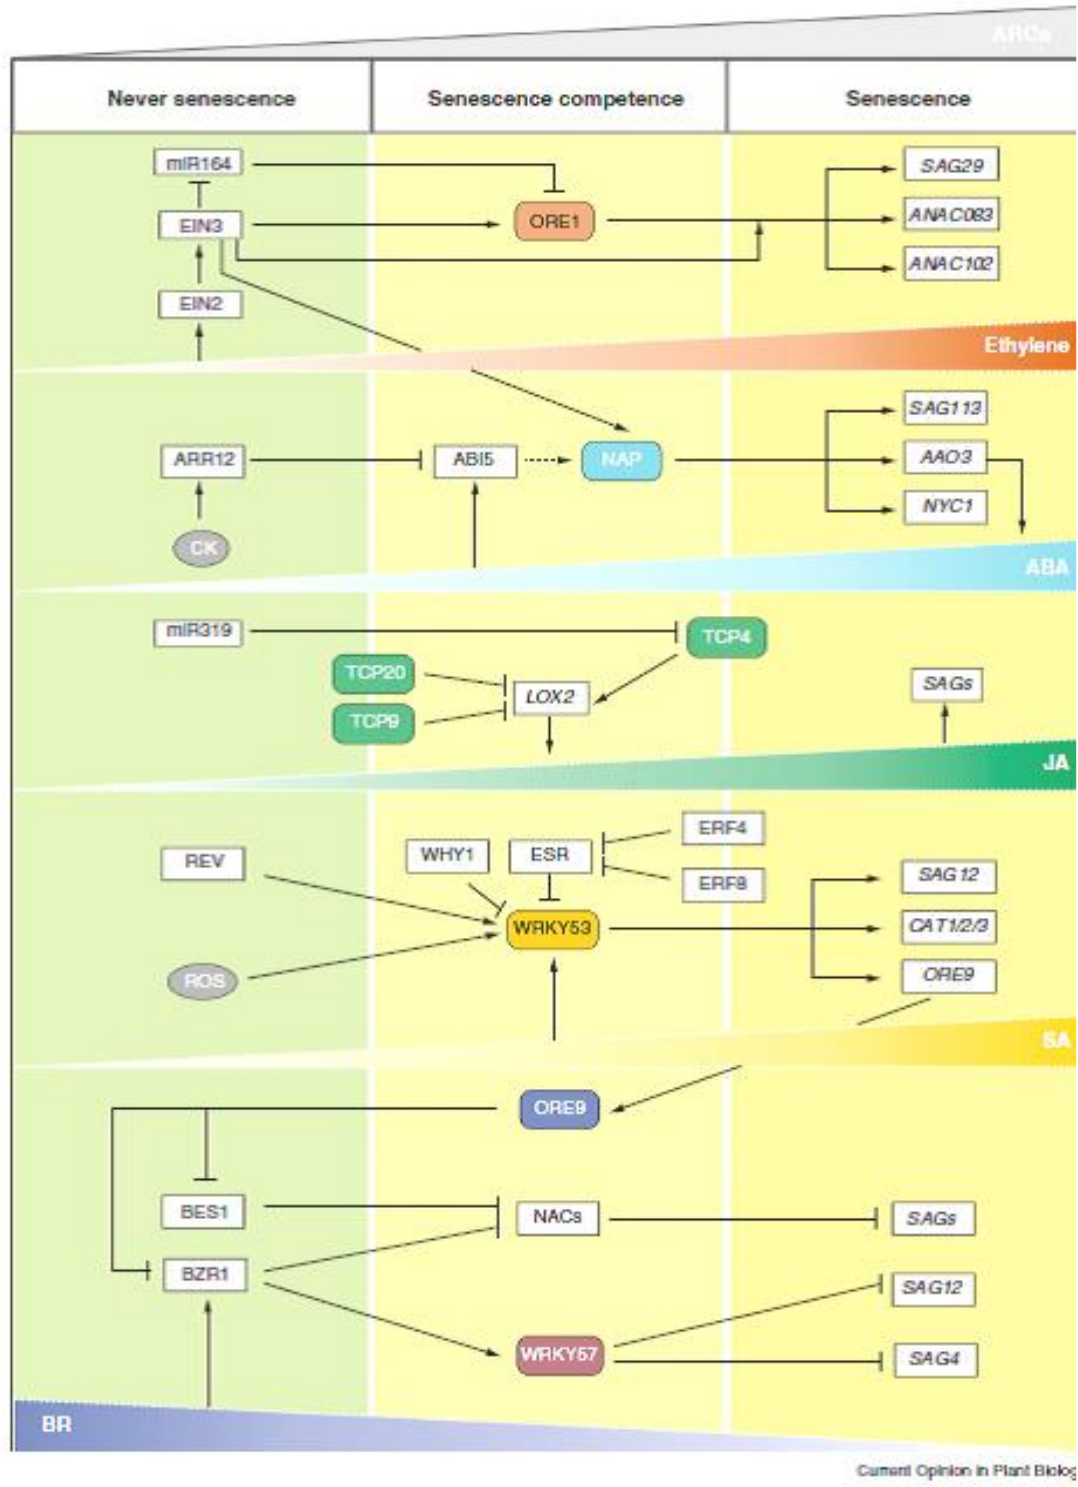 ARCs
Never senescence
Senescence competence
Senescence
miR164
SAG29
EIN3
ORE1
ANAC083
ANAC102
EIN2
Ethylene
SAG113
ARR12
ABI5
NAP
AAO3
NYC1
CK
ABA
miR319
TCP4
TCP20
LOX2
SAGs
TCP9
JA
ERF4
REV
WHY1
ESR
ERF8
SAG12
WRKY53
CAT1/2/3
ROS
ORE9
SA
ORE9
BES1
NACs
SAGs
BZR1
SAG12
WRKY57
SAG4
BR
Current Opinion in Plant Biolog